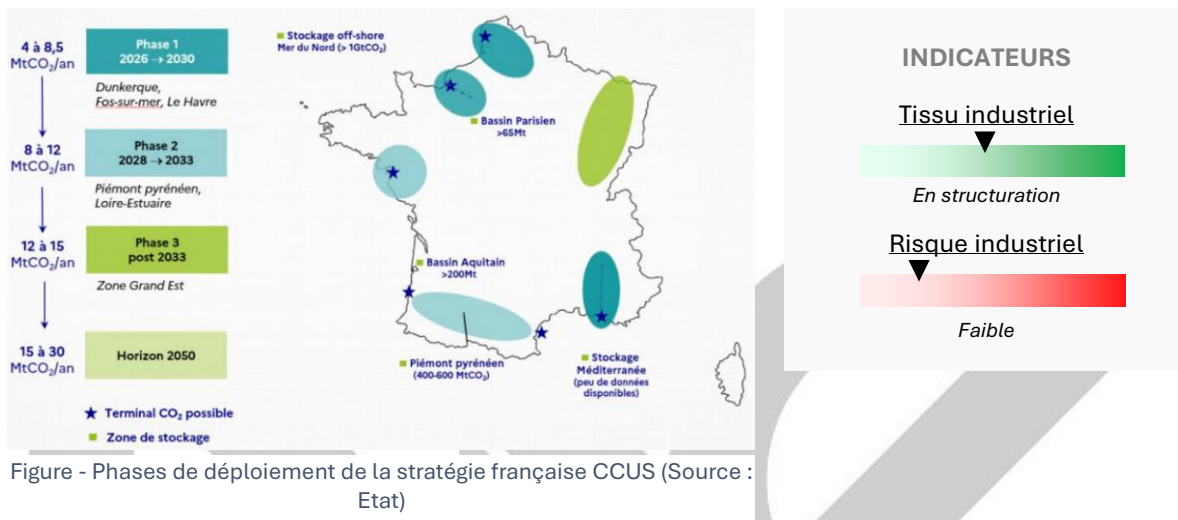 4 à 8,5
MtCO₂/an
Phase 1
2026 → 2030
Dunkerque,
Fos-sur-mer, Le Havre
8 à 12
MtCO₂/an
Phase 2
2028 → 2033
Piémont pyrénéen,
Loire-Estuaire
12 à 15
MtCO₂/an
Phase 3
post 2033
Zone Grand Est
15 à 30
MtCO₂/an
Horizon 2050
Terminal CO₂ possible
Zone de stockage
Stockage off-shore
Mer du Nord (> 1GtCO₂)
Bassin Parisien
>65Mt
Bassin Aquitain
>200Mt
Piémont pyrénéen
(400-600 MtCO₂)
Stockage
Méditerranée
(peu de données
disponibles)
Figure - Phases de déploiement de la stratégie française CCUS (Source :
Etat)
INDICATEURS
Tissu industriel
En structuration
Risque industriel
Faible